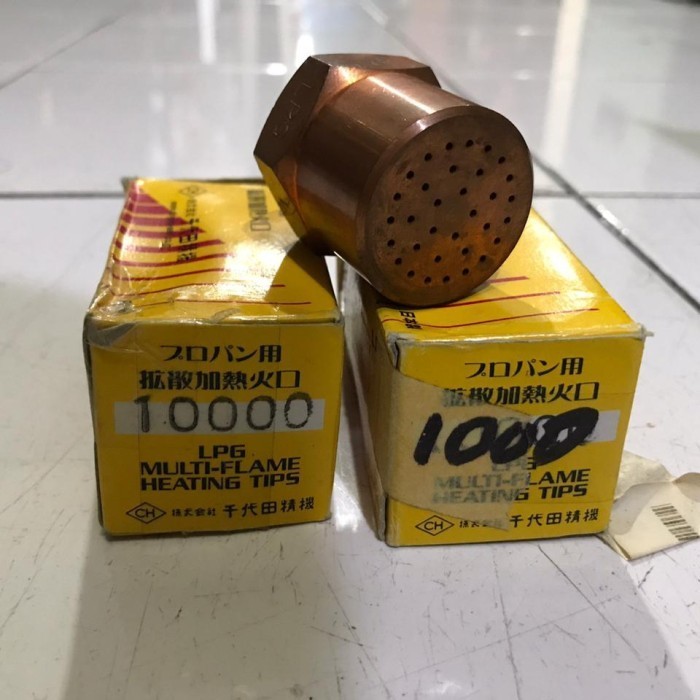 LPG
プロパン用
拡散加熱火口
10000
LPG
MULTI-FLAME
HEATING TIPS
CH 株式会社 千代田精機
プロパン用
拡散加熱火口
1000
LPG
MULTI-FLAME
HEATING TIPS
CH 株式会社 千代田精機